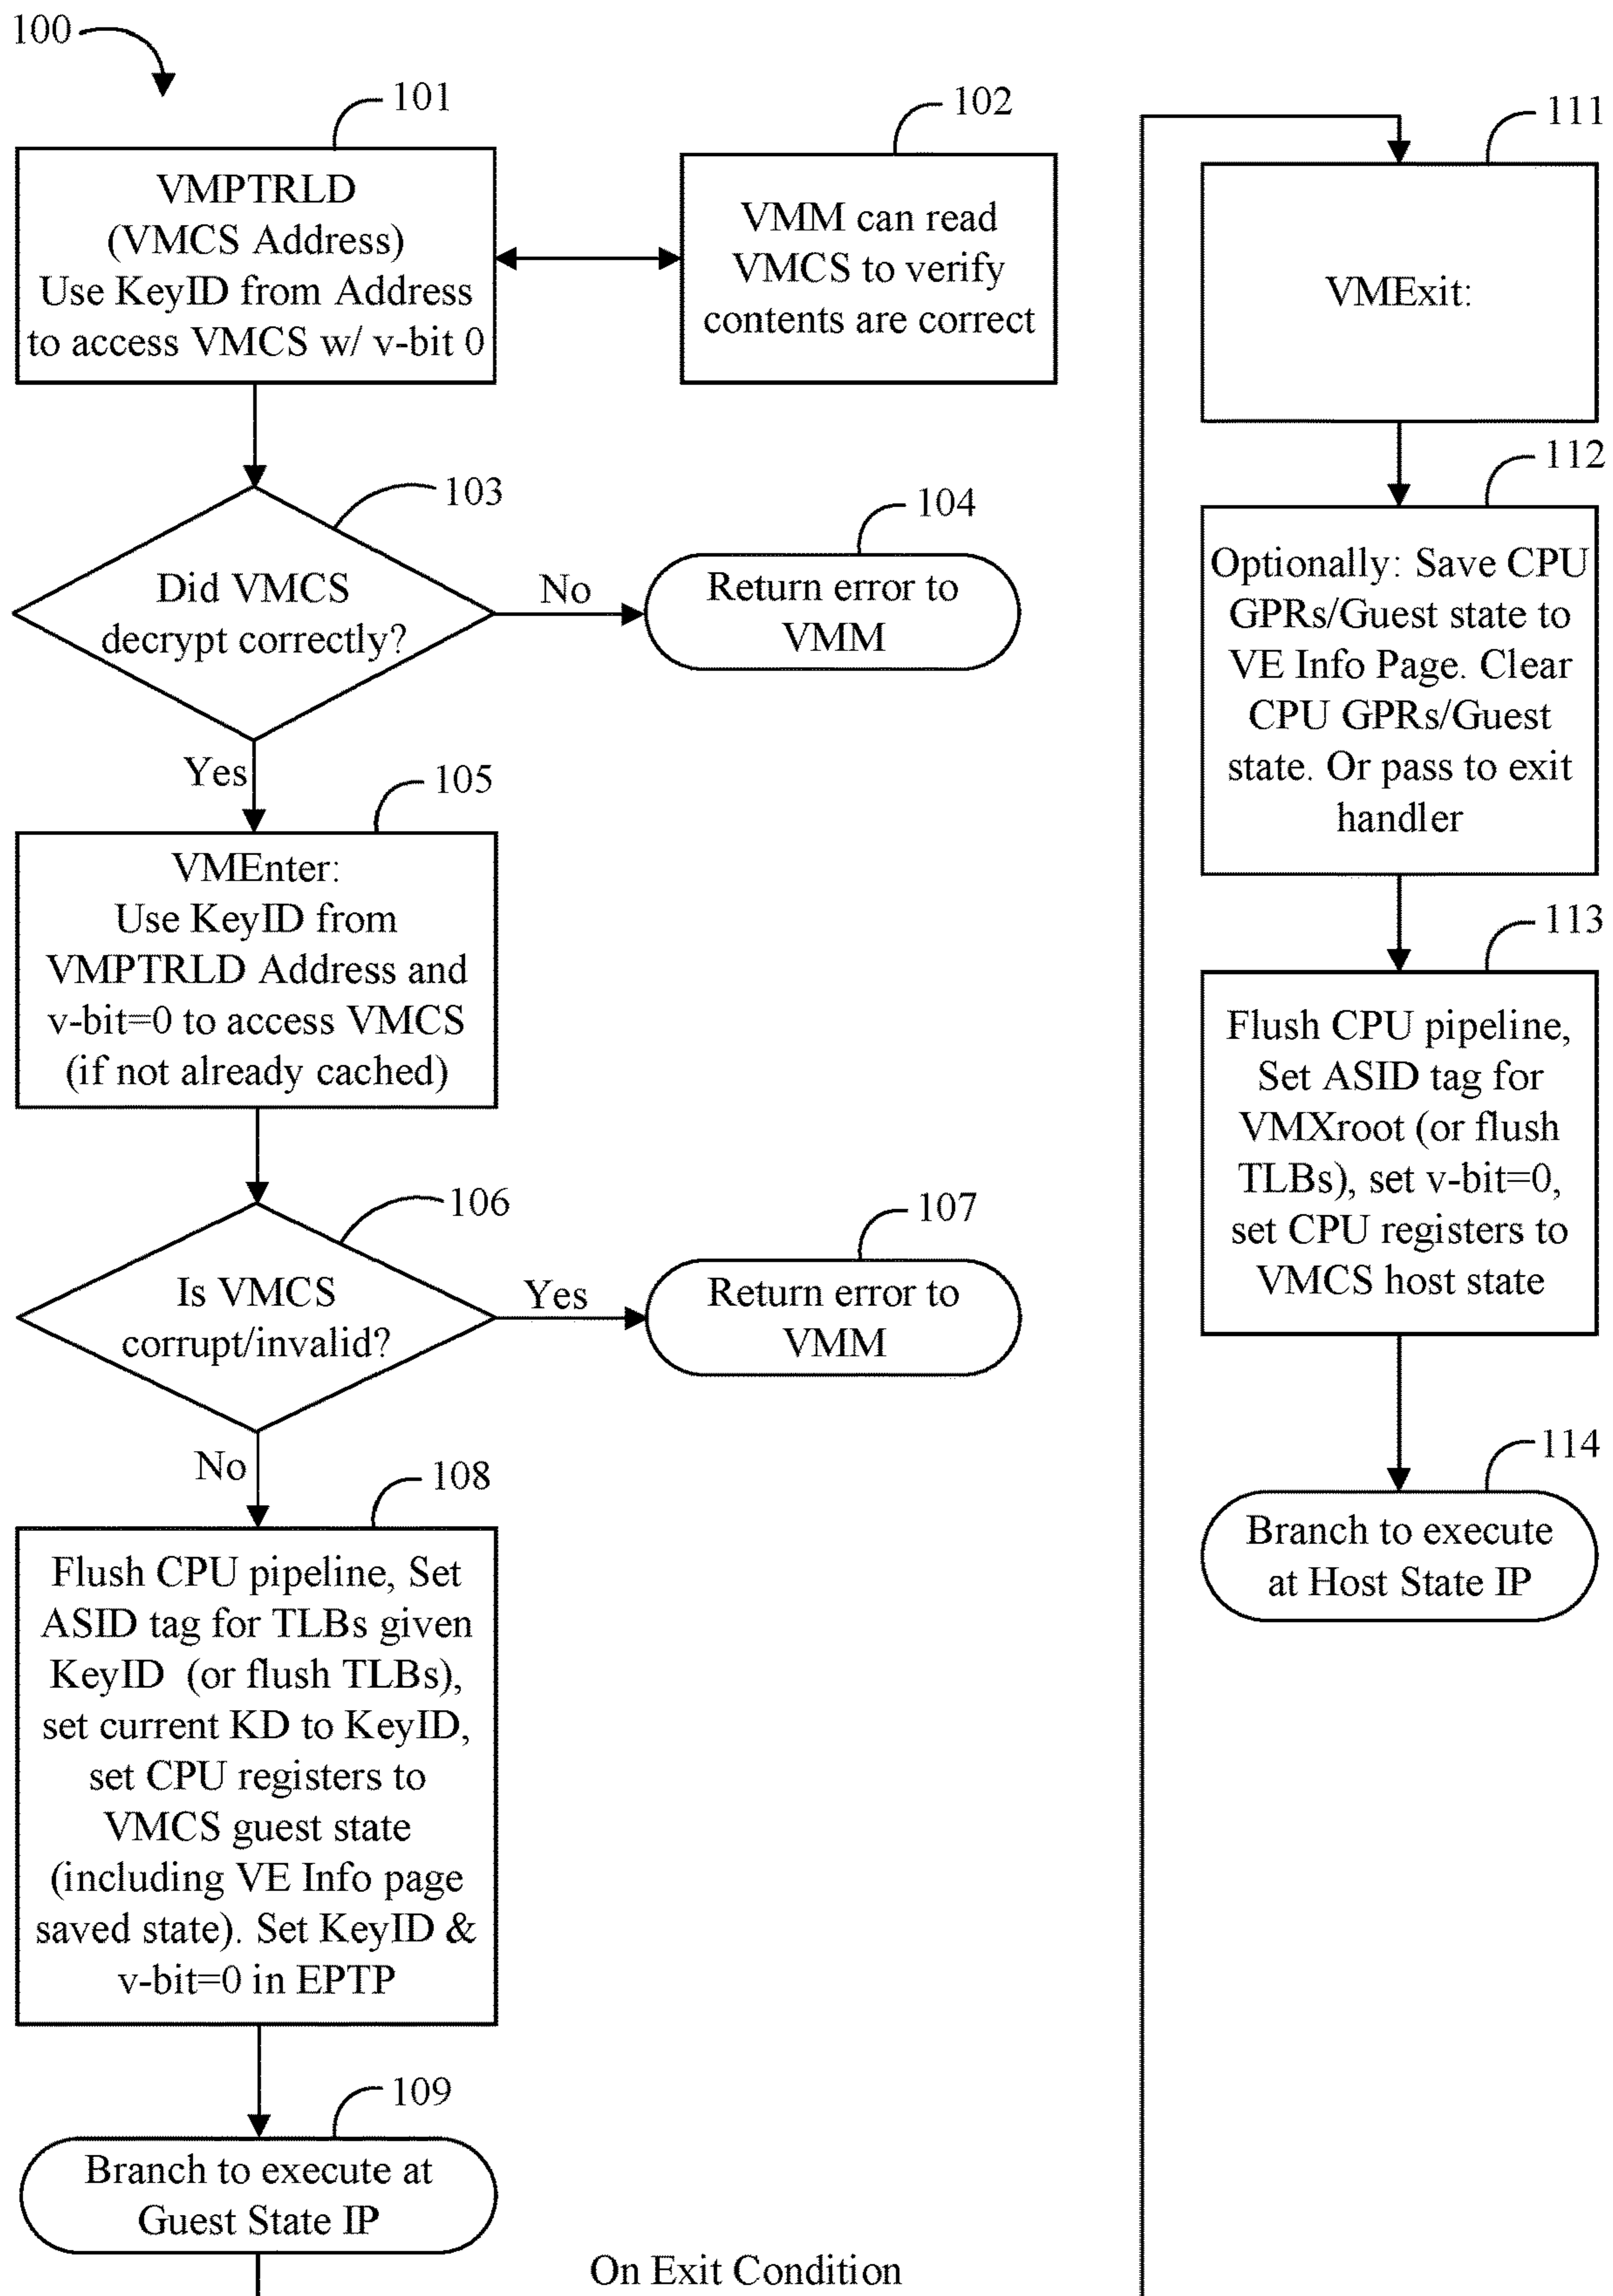 100
101
VMPTRLD
(VMCS Address)
Use KeyID from Address
to access VMCS w/ v-bit 0
102
VMM can read
VMCS to verify
contents are correct
103
Did VMCS
decrypt correctly?
No
104
Return error to
VMM
Yes
105
VMEnter:
Use KeyID from
VMPTRLD Address and
v-bit=0 to access VMCS
(if not already cached)
106
Is VMCS
corrupt/invalid?
Yes
107
Return error to
VMM
No
108
Flush CPU pipeline, Set
ASID tag for TLBs given
KeyID (or flush TLBs),
set current KD to KeyID,
set CPU registers to
VMCS guest state
(including VE Info page
saved state). Set KeyID &
v-bit=0 in EPTP
109
Branch to execute at
Guest State IP
On Exit Condition
111
VMExit:
112
Optionally: Save CPU
GPRs/Guest state to
VE Info Page. Clear
CPU GPRs/Guest
state. Or pass to exit
handler
113
Flush CPU pipeline,
Set ASID tag for
VMXroot (or flush
TLBs), set v-bit=0,
set CPU registers to
VMCS host state
114
Branch to execute
at Host State IP